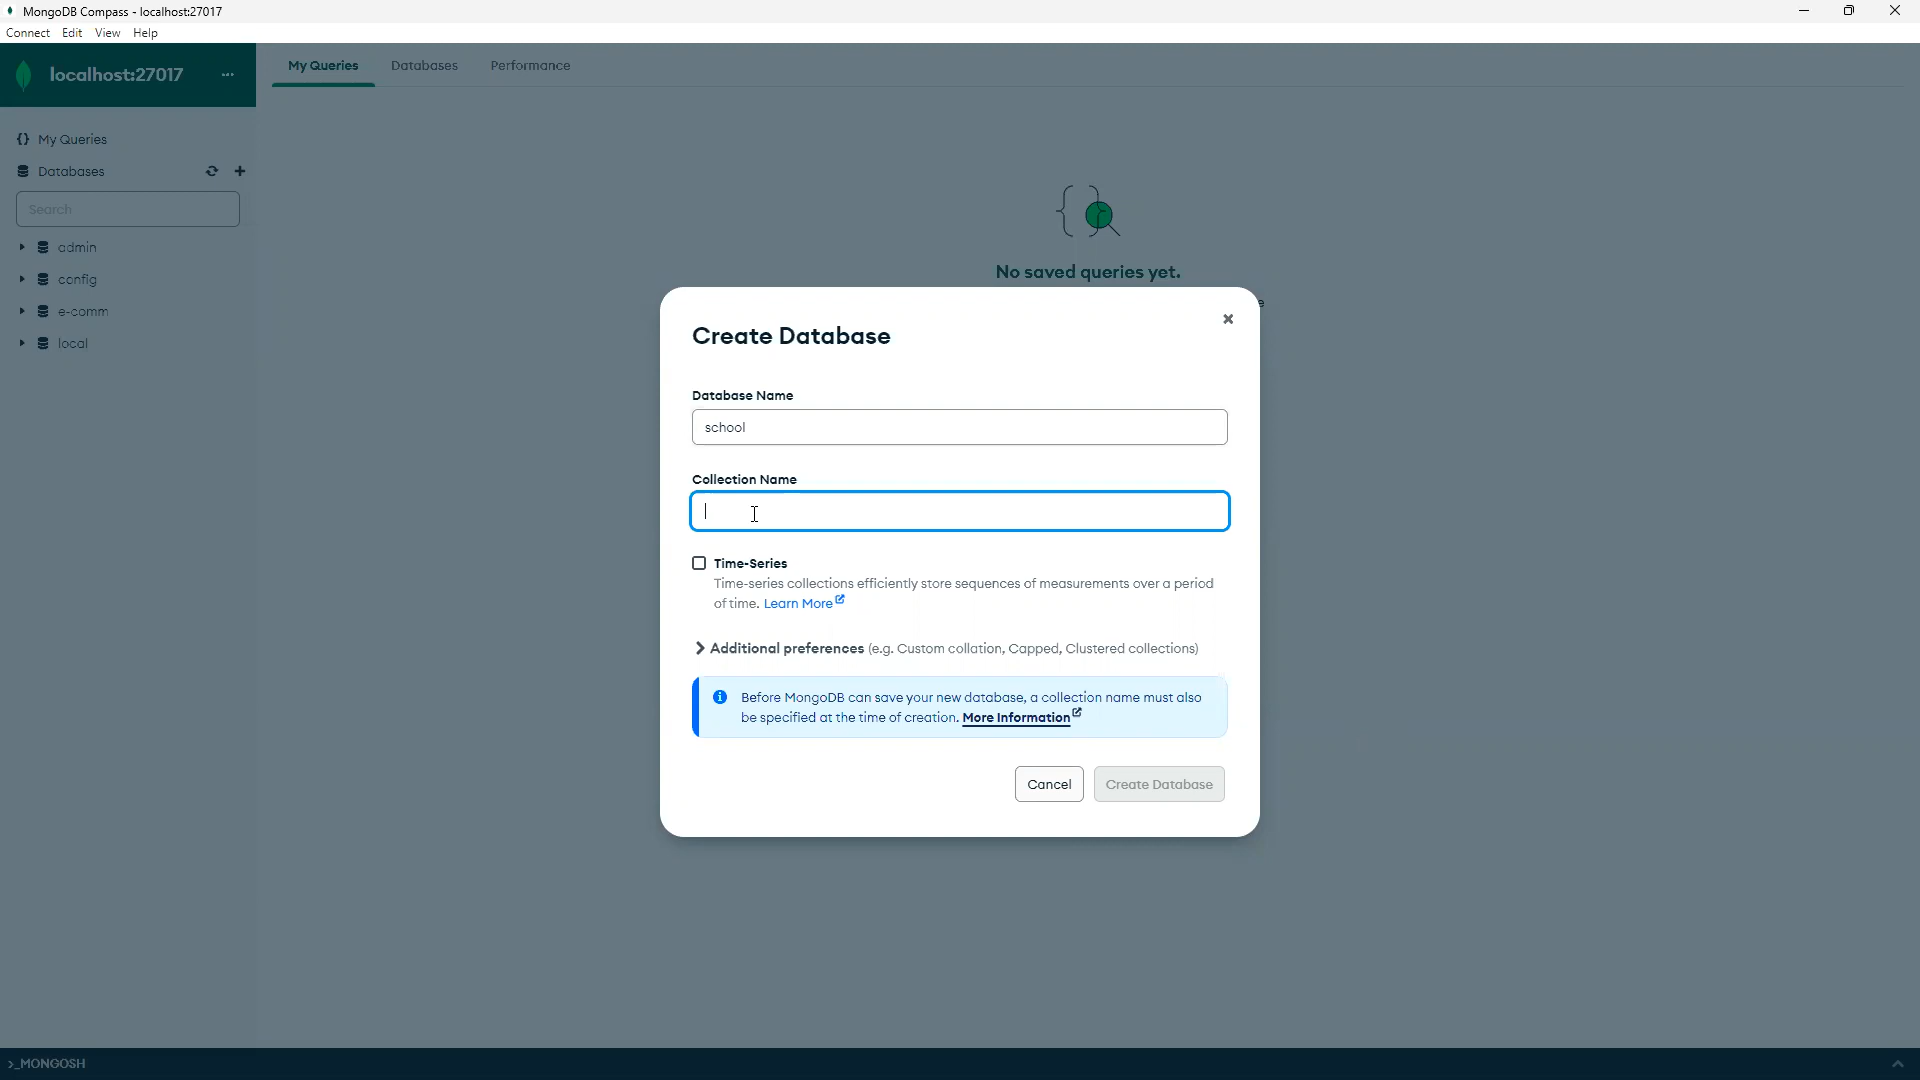 MongoDB Compass - localhost:27017
Connect Edit View Help
localhost:27017 ...
My Queries Databases Performance
{} My Queries
Databases
Search
admin
config
e-comm
local
No saved queries yet.
e
Create Database
Database Name
school
Collection Name
Time-Series
Time-series collections efficiently store sequences of measurements over a period
of time. Learn More
Additional preferences (e.g. Custom collation, Capped, Clustered collections)
Before MongoDB can save your new database, a collection name must also
be specified at the time of creation. More Information
Cancel Create Database
>_MONGOSH